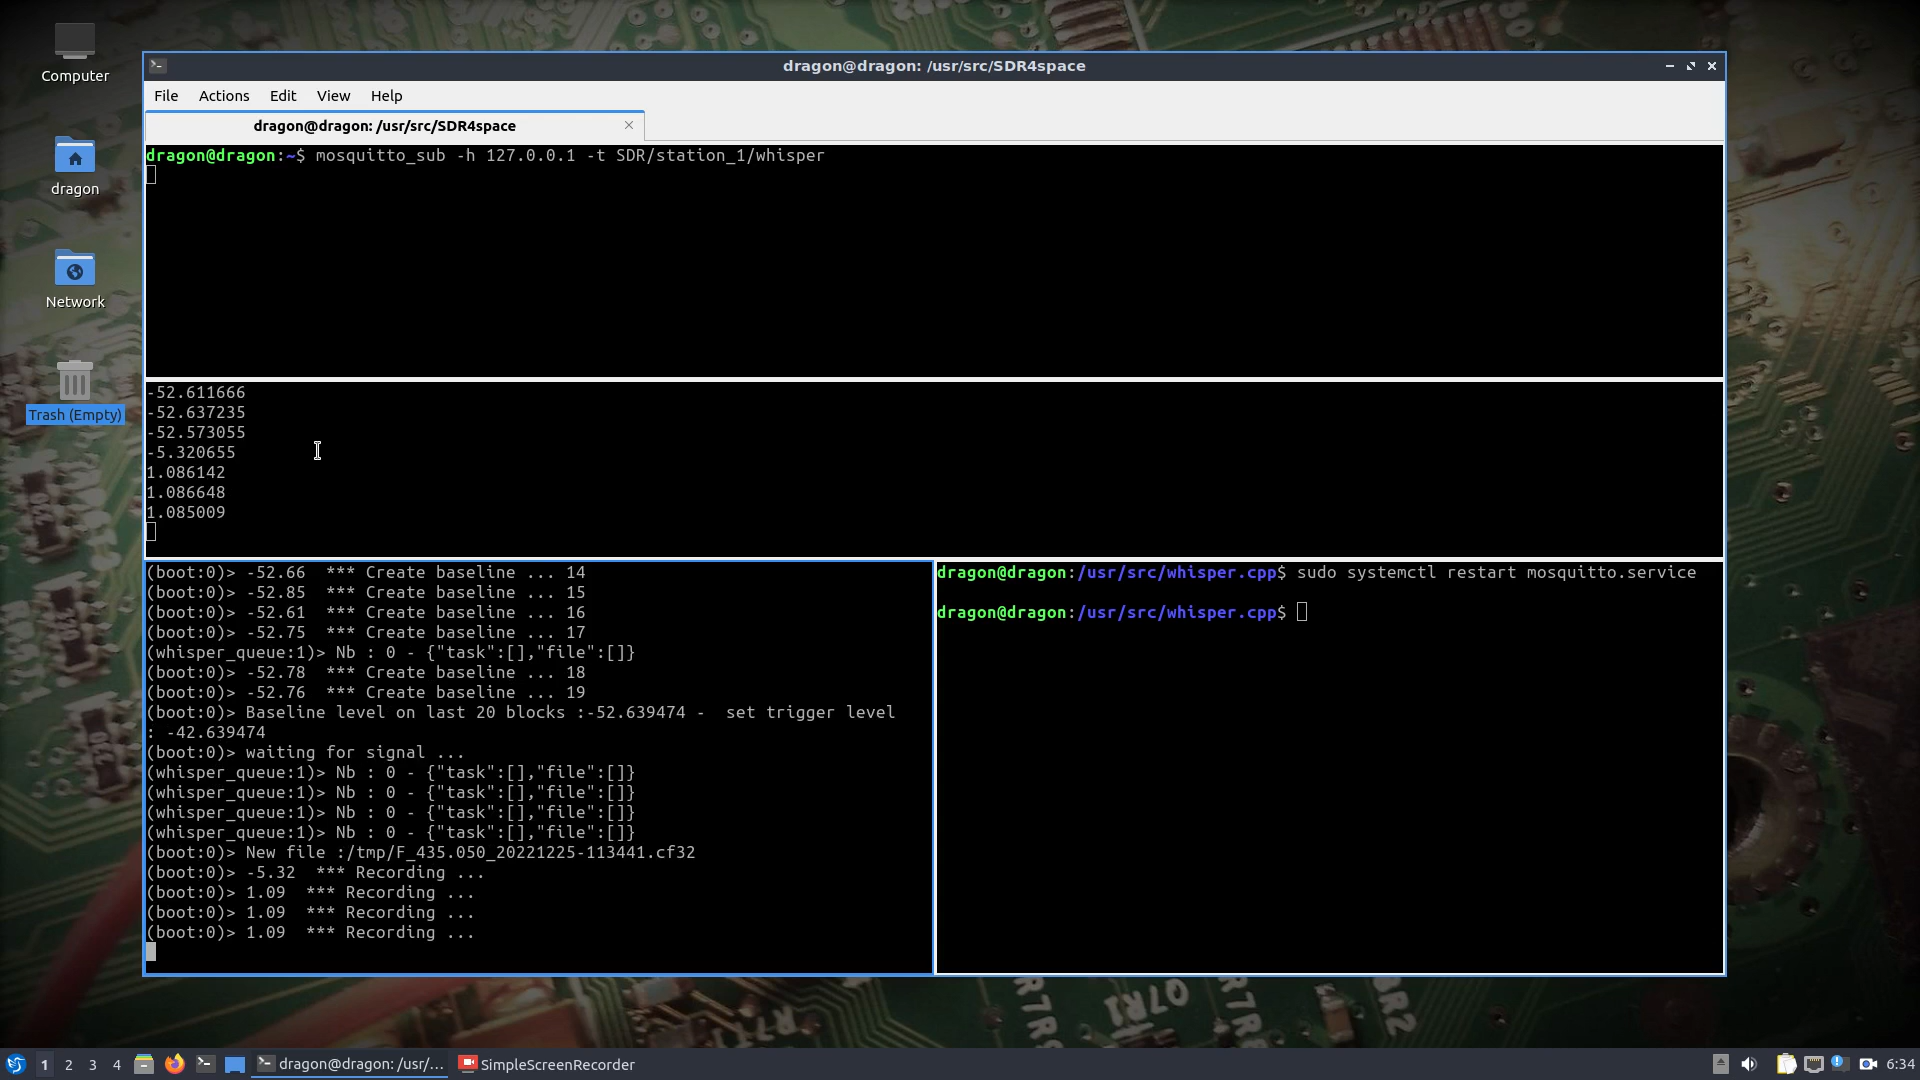 Computer
dragon
Network
Trash (Empty)
dragon@dragon: /usr/src/SDR4space
File Actions Edit View Help
dragon@dragon: /usr/src/SDR4space
dragon@dragon:~$ mosquitto_sub -h 127.0.0.1 -t SDR/station_1/whisper
-52.611666
-52.637235
-52.573055
-5.320655
1.086142
1.086648
1.085009
(boot:0)> -52.66  *** Create baseline ... 14
(boot:0)> -52.85  *** Create baseline ... 15
(boot:0)> -52.61  *** Create baseline ... 16
(boot:0)> -52.75  *** Create baseline ... 17
(whisper_queue:1)> Nb : 0 - {"task":[],"file":[]}
(boot:0)> -52.78  *** Create baseline ... 18
(boot:0)> -52.76  *** Create baseline ... 19
(boot:0)> Baseline level on last 20 blocks :-52.639474 -  set trigger level
: -42.639474
(boot:0)> waiting for signal ...
(whisper_queue:1)> Nb : 0 - {"task":[],"file":[]}
(whisper_queue:1)> Nb : 0 - {"task":[],"file":[]}
(whisper_queue:1)> Nb : 0 - {"task":[],"file":[]}
(whisper_queue:1)> Nb : 0 - {"task":[],"file":[]}
(boot:0)> New file :/tmp/F_435.050_20221225-113441.cf32
(boot:0)> -5.32  *** Recording ...
(boot:0)> 1.09  *** Recording ...
(boot:0)> 1.09  *** Recording ...
(boot:0)> 1.09  *** Recording ...
dragon@dragon:/usr/src/whisper.cpp$ sudo systemctl restart mosquitto.service
dragon@dragon:/usr/src/whisper.cpp$
1 2 3 4 dragon@dragon: /usr/... SimpleScreenRecorder 6:34